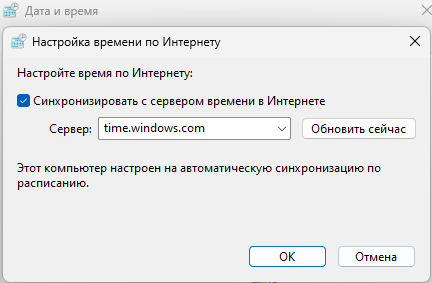 Дата и время
Настройка времени по Интернету
Настройте время по Интернету:
Синхронизировать с сервером времени в Интернете
Сервер: time.windows.com Обновить сейчас
Этот компьютер настроен на автоматическую синхронизацию по
расписанию.
ОК Отмена